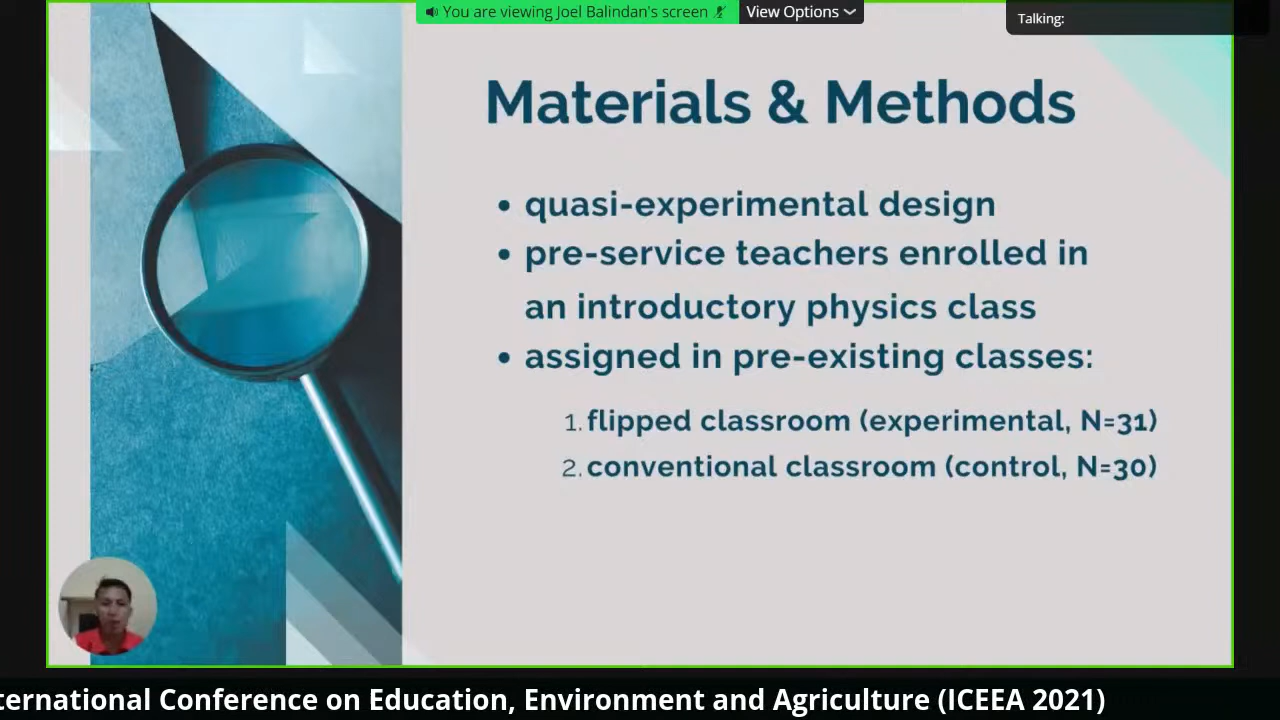 You are viewing Joel Balindan's screen
View Options
Talking:
Materials & Methods
• quasi-experimental design
• pre-service teachers enrolled in
an introductory physics class
• assigned in pre-existing classes:
1. flipped classroom (experimental, N=31)
2. conventional classroom (control, N=30)
ternational Conference on Education, Environment and Agriculture (ICEEA 2021)